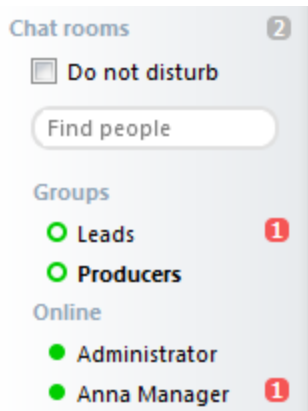 Chat rooms 2
Do not disturb
Find people
Groups
Leads 1
Producers
Online
Administrator
Anna Manager 1